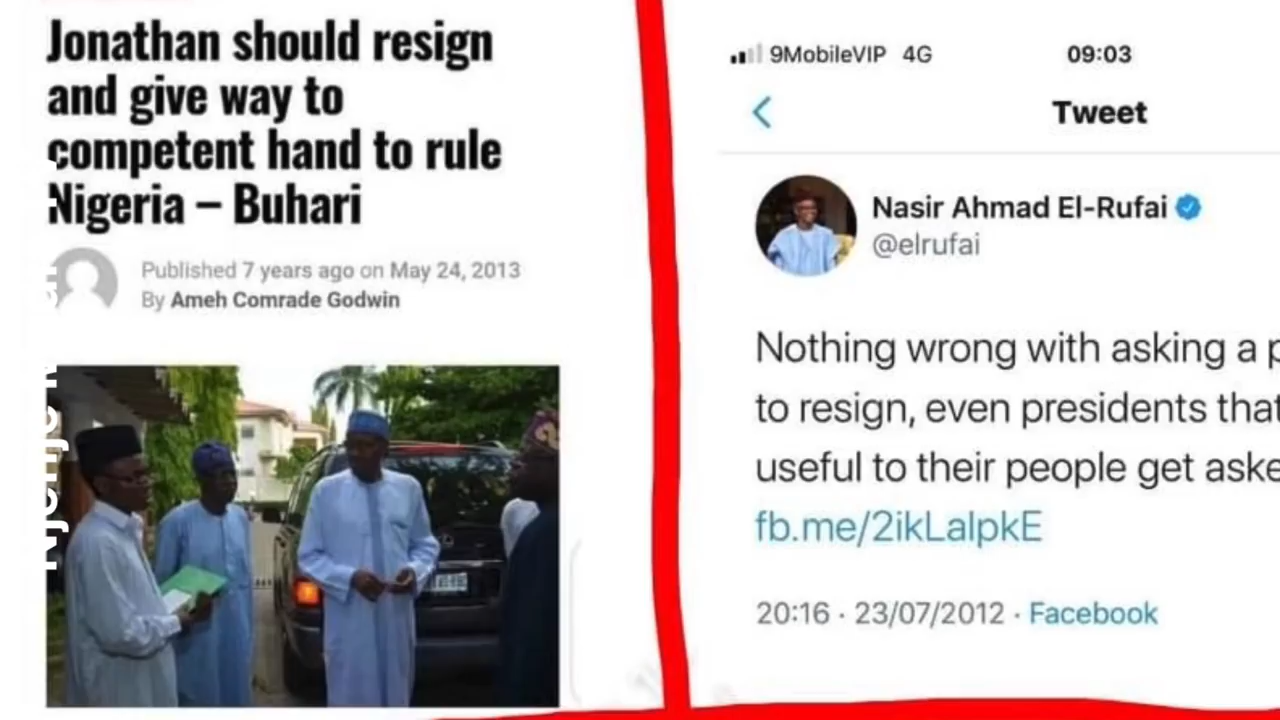 Jonathan should resign
and give way to
competent hand to rule
Nigeria – Buhari
Published 7 years ago on May 24, 2013
By Ameh Comrade Godwin
9MobileVIP 4G 09:03
Tweet
Nasir Ahmad El-Rufai
@elrufai
Nothing wrong with asking a p
to resign, even presidents that
useful to their people get aske
fb.me/2ikLalpkE
20:16 · 23/07/2012 · Facebook